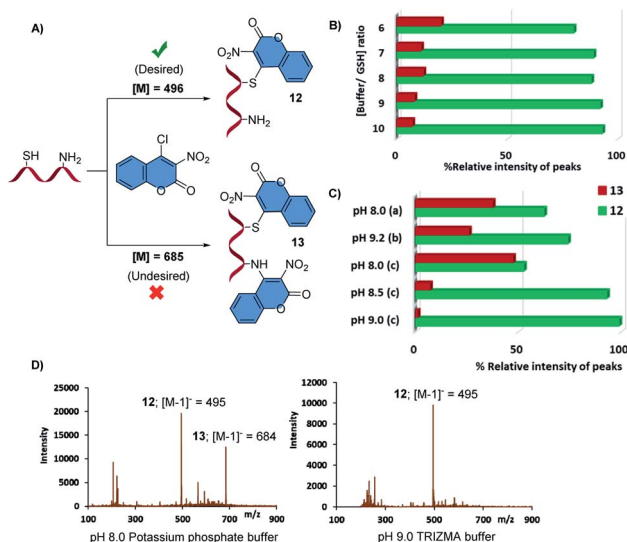 A)
(Desired)
[M] = 496
O
O
NO₂
S
12
NH₂
SH
NH₂
Cl
NO₂
O
O
[M] = 685
(Undesired)
O
O
NO₂
S
13
NH
NO₂
O
O
B)
[Buffer/ GSH] ratio
6
7
8
9
10
0
50
100
%Relative intensity of peaks
C)
13
12
pH 8.0 (a)
pH 9.2 (b)
pH 8.0 (c)
pH 8.5 (c)
pH 9.0 (c)
0
50
100
% Relative intensity of peaks
D)
Intensity
25000
20000
15000
10000
5000
0
12; [M-1]⁻ = 495
13; [M-1]⁻ = 684
100
300
500
700
m/z
900
pH 8.0 Potassium phosphate buffer
Intensity
12000
10000
8000
6000
4000
2000
0
12; [M-1]⁻ = 495
100
300
500
700
m/z
900
pH 9.0 TRIZMA buffer